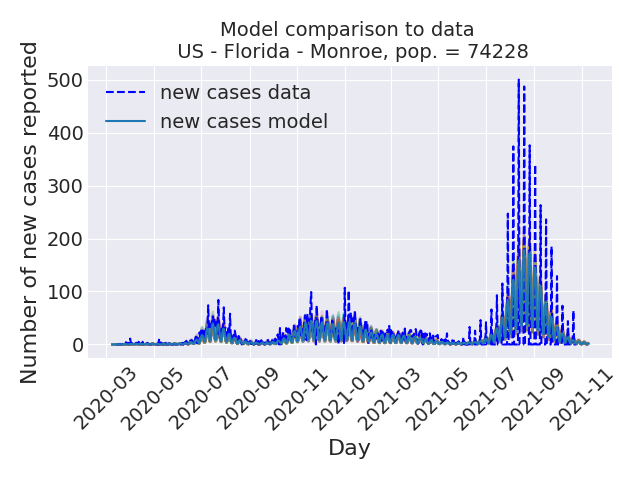 Model comparison to data
US - Florida - Monroe, pop. = 74228
Number of new cases reported
500
400
300
200
100
0
new cases data
new cases model
2020-03
2020-05
2020-07
2020-09
2020-11
2021-01
2021-03
2021-05
2021-07
2021-09
2021-11
Day